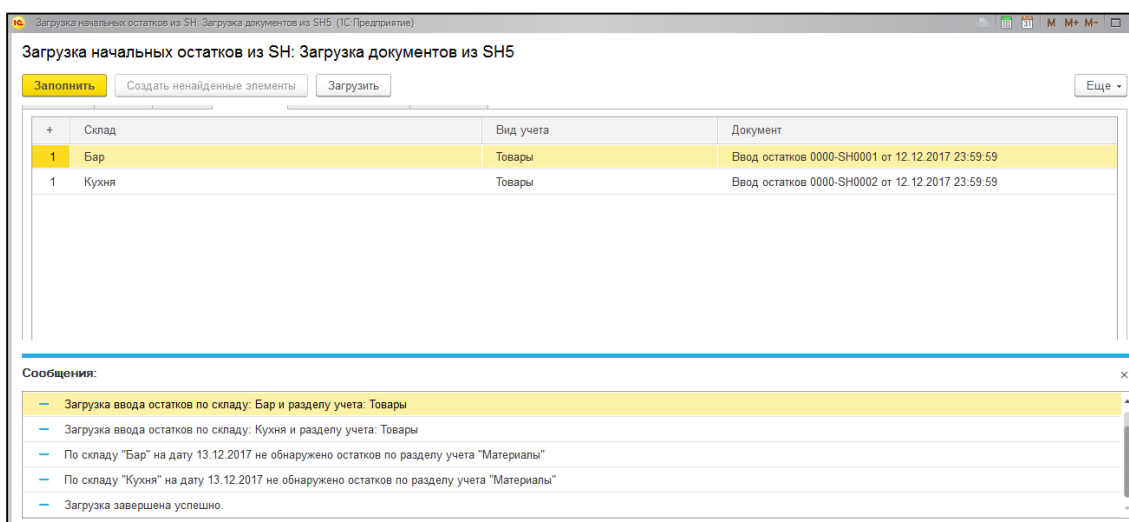 1С Загрузка начальных остатков из SH: Загрузка документов из SH5 (1С:Предприятие) 31 M M+ M-
Загрузка начальных остатков из SH: Загрузка документов из SH5
Заполнить Создать ненайденные элементы Загрузить Еще
+ Склад Вид учета Документ
1 Бар Товары Ввод остатков 0000-SH0001 от 12.12.2017 23:59:59
1 Кухня Товары Ввод остатков 0000-SH0002 от 12.12.2017 23:59:59
Сообщения:
Загрузка ввода остатков по складу: Бар и разделу учета: Товары
Загрузка ввода остатков по складу: Кухня и разделу учета: Товары
По складу "Бар" на дату 13.12.2017 не обнаружено остатков по разделу учета "Материалы"
По складу "Кухня" на дату 13.12.2017 не обнаружено остатков по разделу учета "Материалы"
Загрузка завершена успешно.